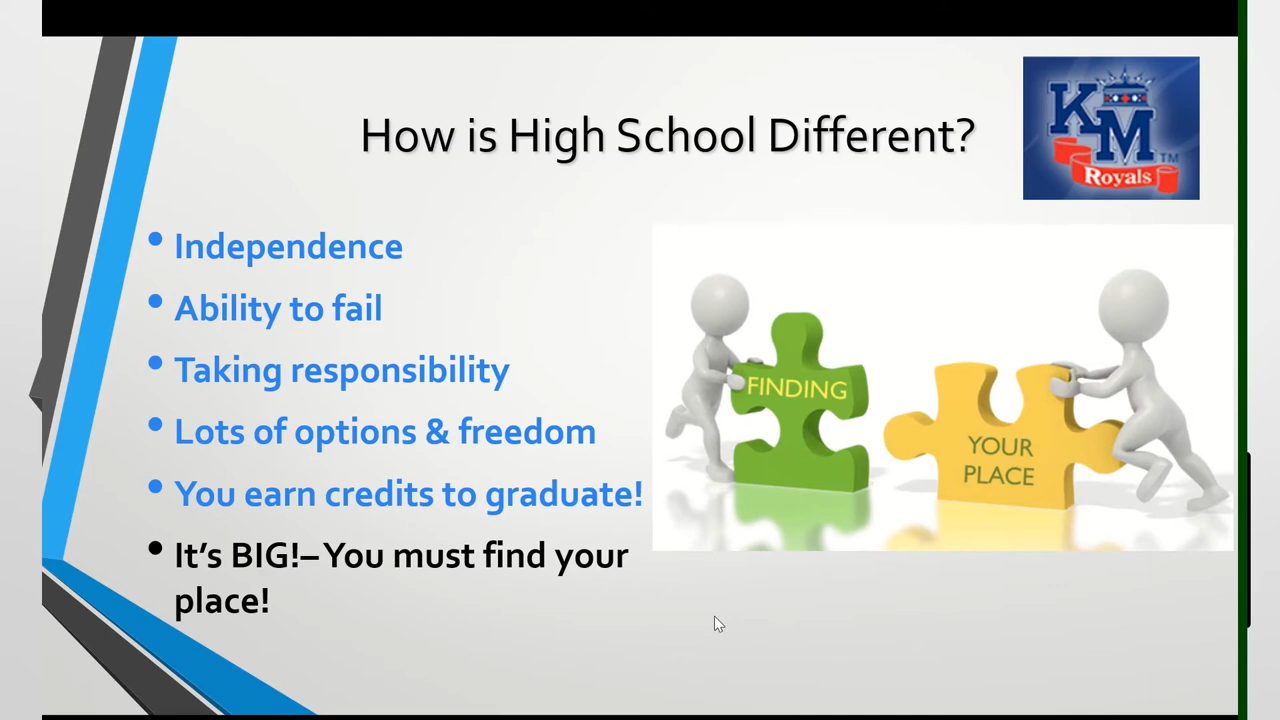 How is High School Different?
KM
TM
Royals
• Independence
• Ability to fail
• Taking responsibility
• Lots of options & freedom
• You earn credits to graduate!
• It’s BIG!– You must find your
place!
FINDING
YOUR
PLACE